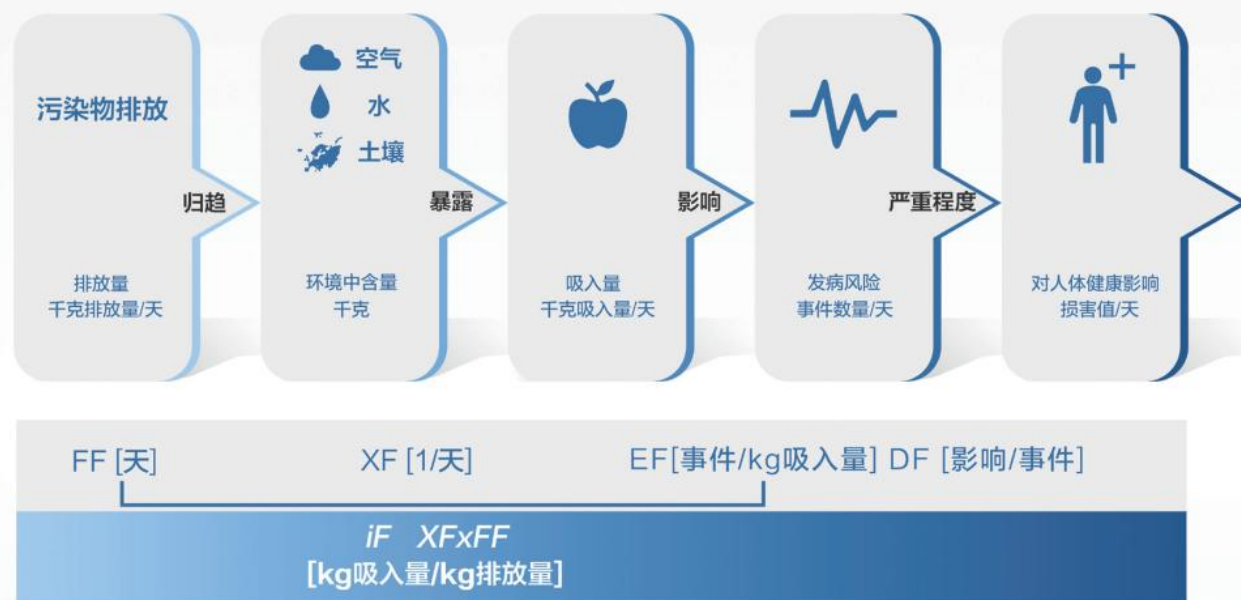 污染物排放
归趋
排放量
千克排放量/天
空气
水
土壤
暴露
环境中含量
千克
影响
吸入量
千克吸入量/天
严重程度
发病风险
事件数量/天
对人体健康影响
损害值/天
FF [天] XF [1/天] EF[事件/kg吸入量] DF [影响/事件]
iF XFxFF
[kg吸入量/kg排放量]